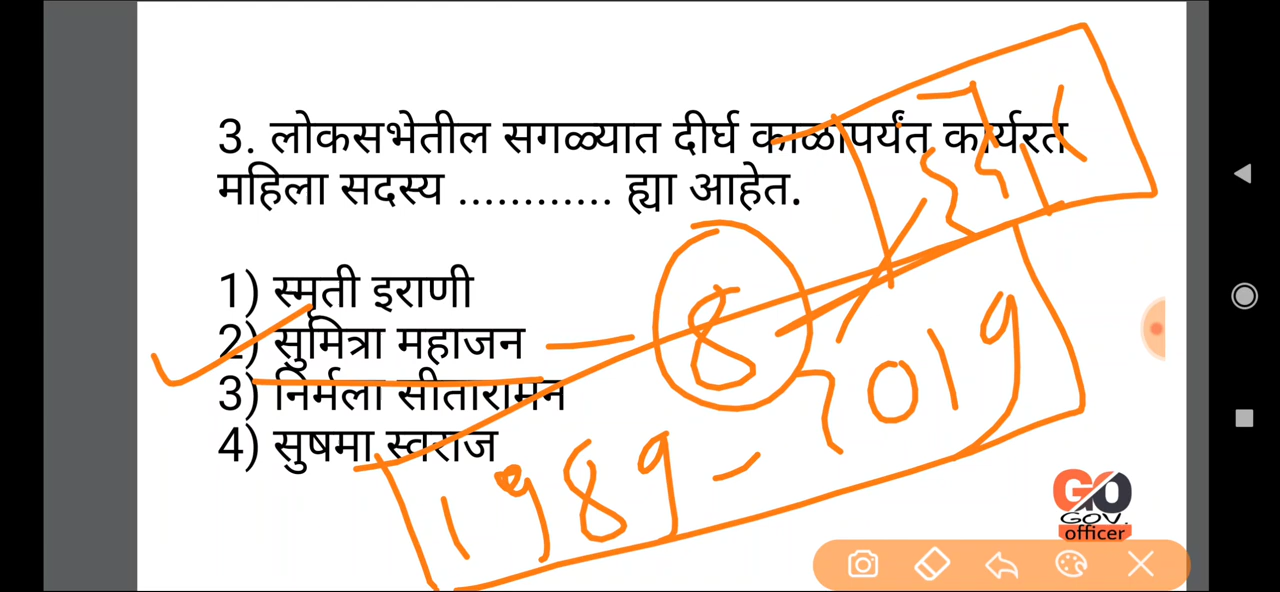 3. लोकसभेतील सगळ्यात दीर्घ काळापर्यंत कार्यरत
महिला सदस्य ............ ह्या आहेत.
1) स्मृती इराणी
2) सुमित्रा महाजन
8
3) निर्मला सीतारामन
4) सुषमा स्वराज
1989-2019
GO
GOV.
officer